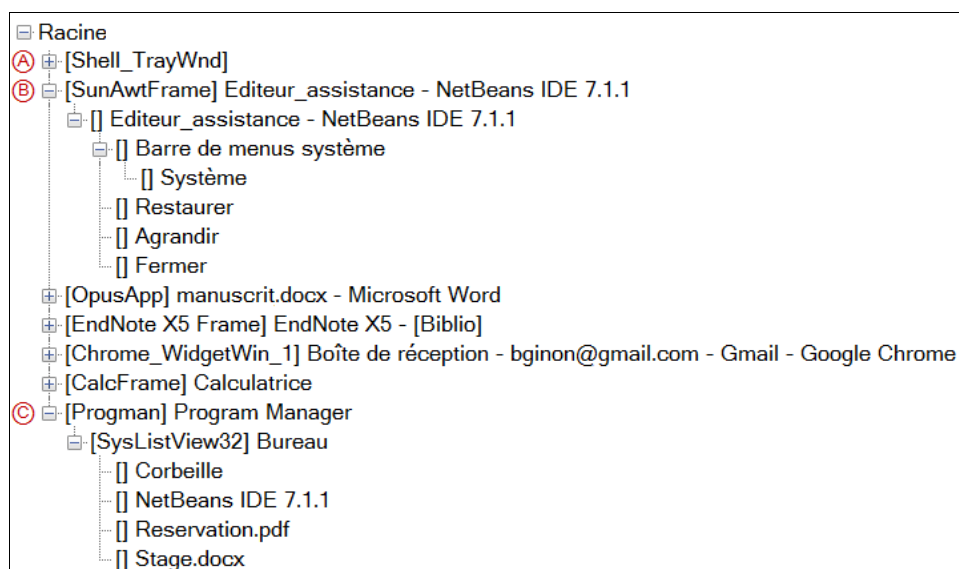 Racine
Ⓐ [Shell_TrayWnd]
Ⓑ [SunAwtFrame] Editeur_assistance - NetBeans IDE 7.1.1
[] Editeur_assistance - NetBeans IDE 7.1.1
[] Barre de menus système
[] Système
[] Restaurer
[] Agrandir
[] Fermer
[OpusApp] manuscrit.docx - Microsoft Word
[EndNote X5 Frame] EndNote X5 - [Biblio]
[Chrome_WidgetWin_1] Boîte de réception - bginon@gmail.com - Gmail - Google Chrome
[CalcFrame] Calculatrice
Ⓒ [Progman] Program Manager
[SysListView32] Bureau
[] Corbeille
[] NetBeans IDE 7.1.1
[] Reservation.pdf
[] Stage.docx